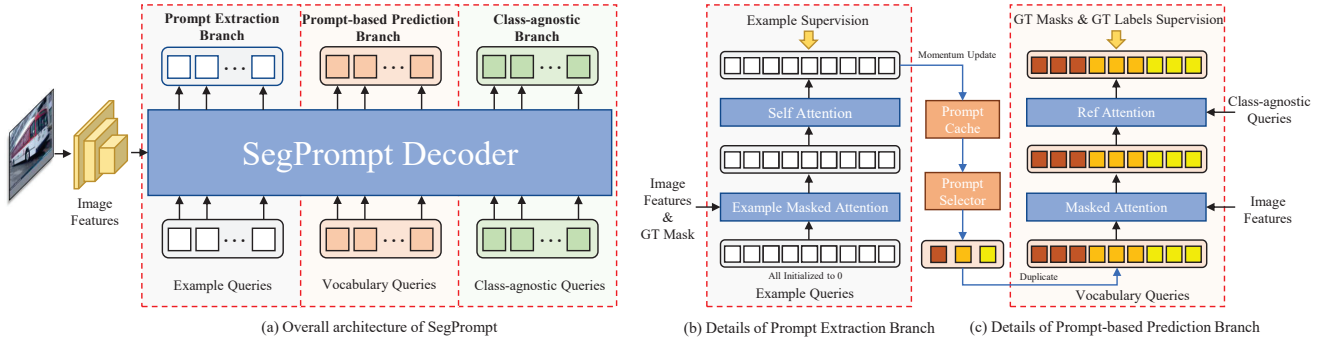 Prompt Extraction
Branch
Prompt-based Prediction
Branch
Class-agnostic
Branch
...
...
...
SegPrompt Decoder
Image
Features
...
...
...
Example Queries
Vocabulary Queries
Class-agnostic Queries
(a) Overall architecture of SegPrompt
Example Supervision
Momentum Update
Self Attention
Prompt
Cache
Image
Features
&
GT Mask
Example Masked Attention
Prompt
Selector
All Initialized to 0
Example Queries
Duplicate
(b) Details of Prompt Extraction Branch
GT Masks & GT Labels Supervision
Ref Attention
Class-agnostic
Queries
Masked Attention
Image
Features
Vocabulary Queries
(c) Details of Prompt-based Prediction Branch